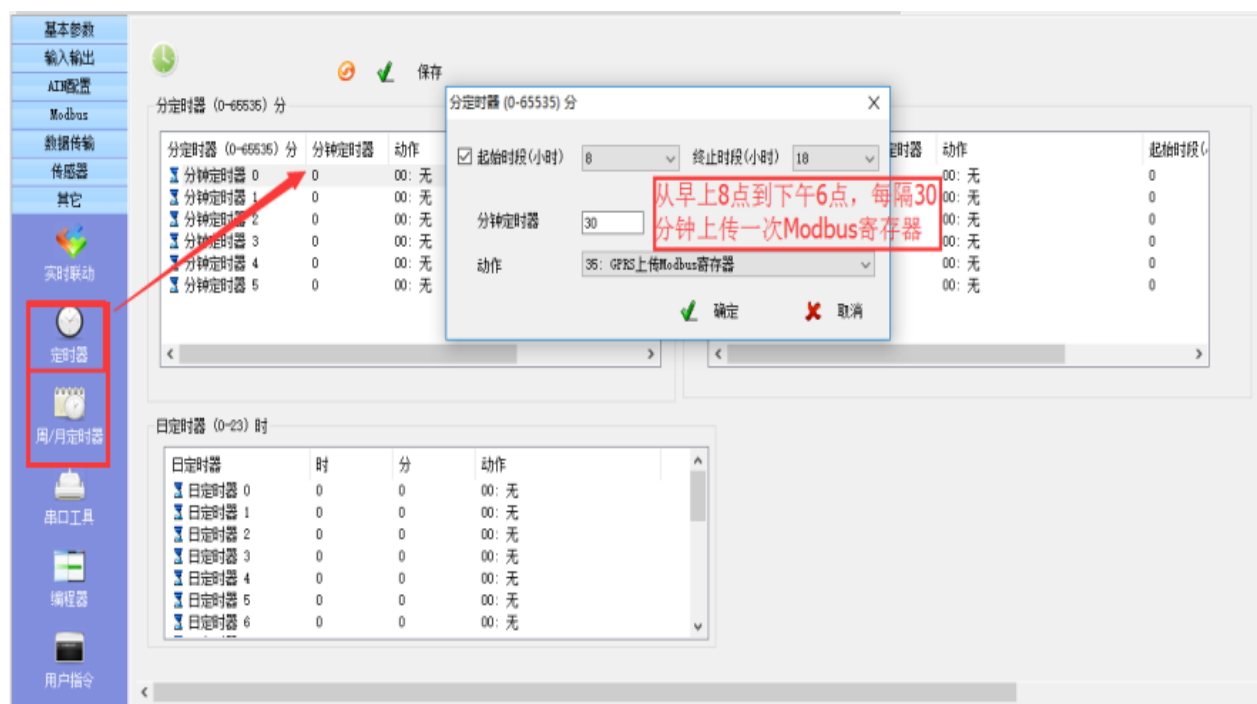 基本参数
输入输出
AIN配置
Modbus
数据传输
传感器
其它
实时联动
定时器
周/月定时器
串口工具
编程器
用户指令
保存
分定时器 (0-65535) 分
分定时器 (0-65535) 分 分钟定时器 动作
分钟定时器 0 0 00: 无
分钟定时器 1 0 00: 无
分钟定时器 2 0 00: 无
分钟定时器 3 0 00: 无
分钟定时器 4 0 00: 无
分钟定时器 5 0 00: 无
分定时器 (0-65535) 分
起始时段(小时) 8 终止时段(小时) 18
分钟定时器 30
动作 35: GPRS上传Modbus寄存器
确定 取消
从早上8点到下午6点，每隔30
分钟上传一次Modbus寄存器
定时器 动作 起始时段(
00: 无 0
00: 无 0
00: 无 0
00: 无 0
00: 无 0
00: 无 0
日定时器 (0-23) 时
日定时器 时 分 动作
日定时器 0 0 0 00: 无
日定时器 1 0 0 00: 无
日定时器 2 0 0 00: 无
日定时器 3 0 0 00: 无
日定时器 4 0 0 00: 无
日定时器 5 0 0 00: 无
日定时器 6 0 0 00: 无